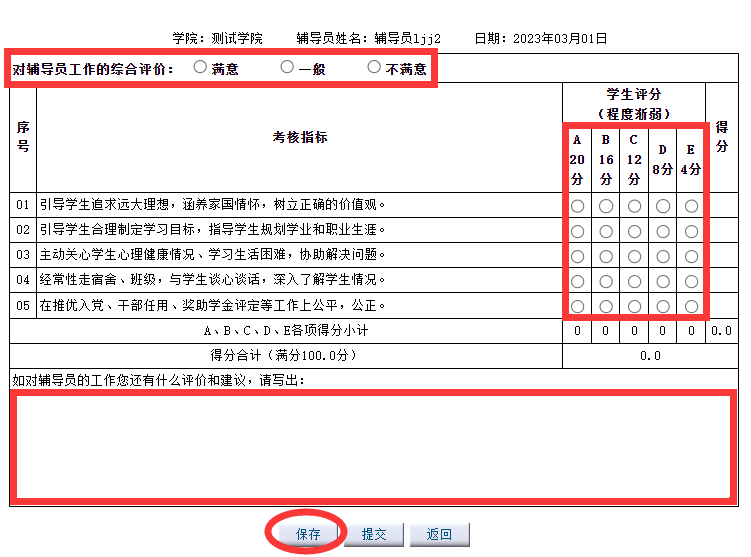 学院: 测试学院 辅导员姓名: 辅导员ljj2 日期: 2023年03月01日
对辅导员工作的综合评价: 满意 一般 不满意
序号 考核指标 学生评分（程度渐弱） 得分
A 20分 B 16分 C 12分 D 8分 E 4分
01 引导学生追求远大理想，涵养家国情怀，树立正确的价值观。
02 引导学生合理制定学习目标，指导学生规划学业和职业生涯。
03 主动关心学生心理健康情况、学习生活困难，协助解决问题。
04 经常性走宿舍、班级，与学生谈心谈话，深入了解学生情况。
05 在推优入党、干部任用、奖助学金评定等工作上公平，公正。
A、B、C、D、E各项得分小计 0 0 0 0 0 0.0
得分合计（满分100.0分） 0.0
如对辅导员的工作您还有什么评价和建议，请写出:
保存 提交 返回